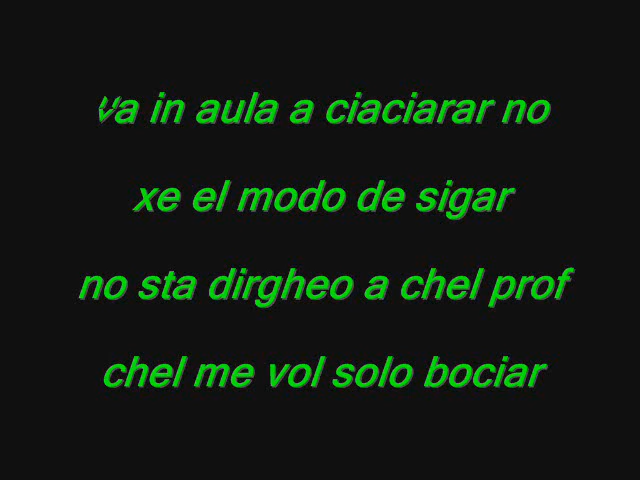 va in aula a ciaciarar no
xe el modo de sigar
no sta dirgheo a chel prof
chel me vol solo bociar